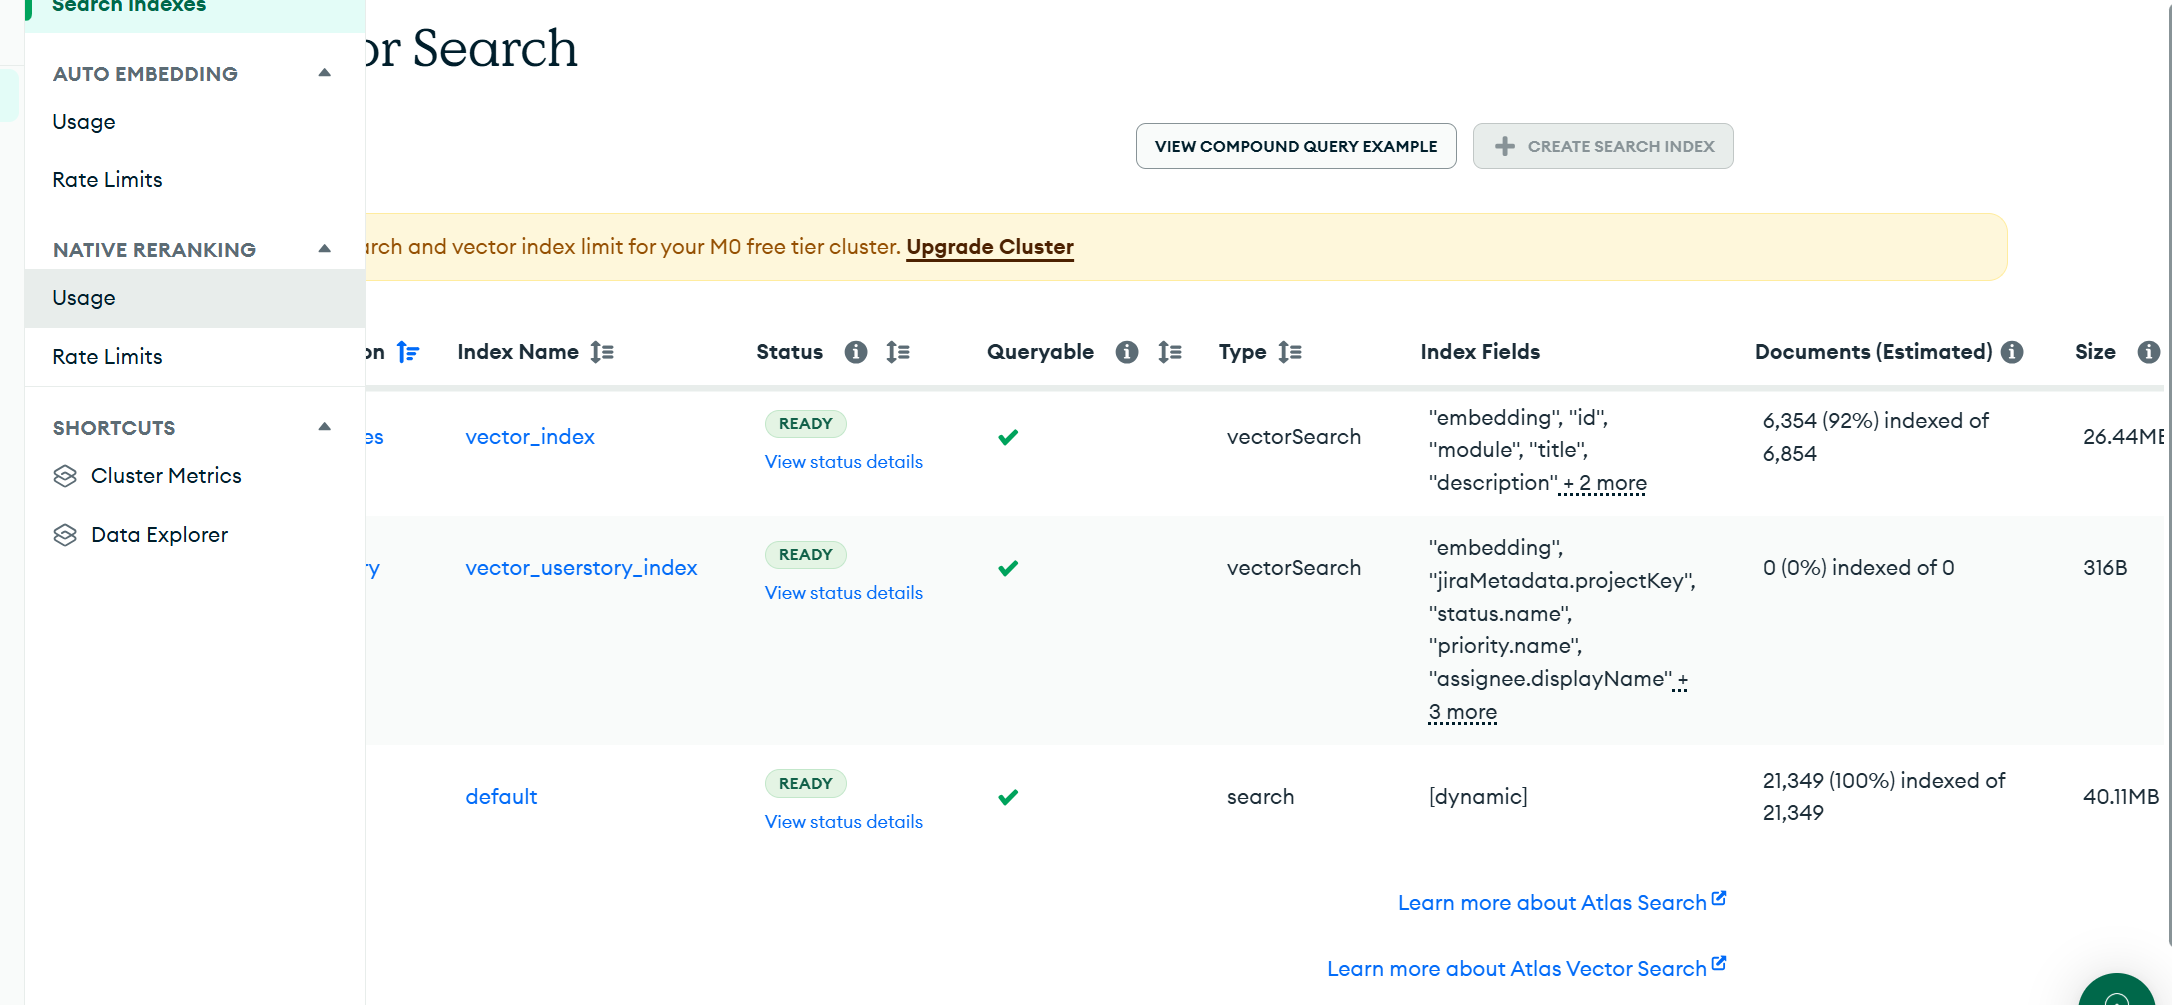 Search Indexes
AUTO EMBEDDING
Usage
Rate Limits
NATIVE RERANKING
Usage
Rate Limits
SHORTCUTS
Cluster Metrics
Data Explorer
or Search
VIEW COMPOUND QUERY EXAMPLE
CREATE SEARCH INDEX
arch and vector index limit for your M0 free tier cluster. Upgrade Cluster
on Index Name Status Queryable Type Index Fields Documents (Estimated) Size
es vector_index READY View status details vectorSearch
"embedding", "id",
"module", "title",
"description" + 2 more
6,354 (92%) indexed of
6,854
26.44MB
ry vector_userstory_index READY View status details vectorSearch
"embedding",
"jiraMetadata.projectKey",
"status.name",
"priority.name",
"assignee.displayName" +
3 more
0 (0%) indexed of 0
316B
default READY View status details search [dynamic]
21,349 (100%) indexed of
21,349
40.11MB
Learn more about Atlas Search
Learn more about Atlas Vector Search